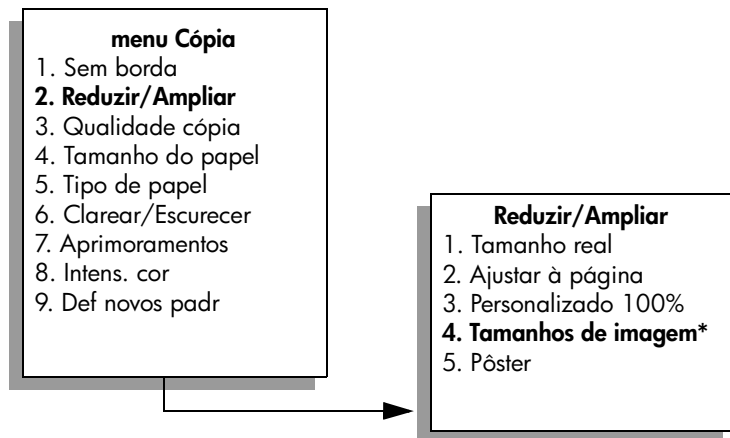 menu Cópia
1. Sem borda
2. Reduzir/Ampliar
3. Qualidade cópia
4. Tamanho do papel
5. Tipo de papel
6. Clarear/Escurecer
7. Aprimoramentos
8. Intens. cor
9. Def novos padr
Reduzir/Ampliar
1. Tamanho real
2. Ajustar à página
3. Personalizado 100%
4. Tamanhos de imagem*
5. Pôster